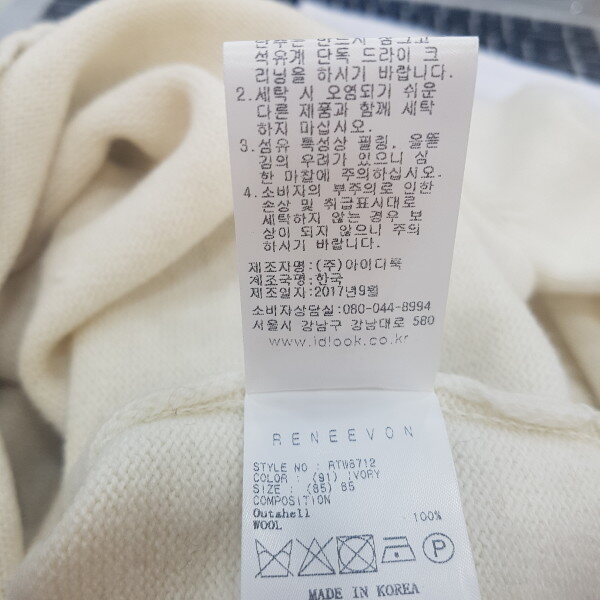 석유계 단독 드라이 크
리닝을 하시기 바랍니다.
2.세탁 시 오염되기 쉬운
다른 제품과 함께 세탁
하지 마십시오.
3.섬유 특성상 필링, 올뜯
김의 우려가 있으니 심
한 마찰에 주의하십시오.
4.소비자의 부주의로 인한
손상 및 취급표시대로
세탁하지 않는 경우 보
상이 되지 않으니 주의
하시기 바랍니다.
제조자명:(주)아이디룩
제조국명:한국
제조일자:2017년9월
소비자상담실:080-044-8994
서울시 강남구 강남대로 580
www.idlook.co.kr
RENEEVON
STYLE NO : RTW8712
COLOR : (91) IVORY
SIZE : (85) 85
COMPOSITION
Outshell
WOOL 100%
P
MADE IN KOREA